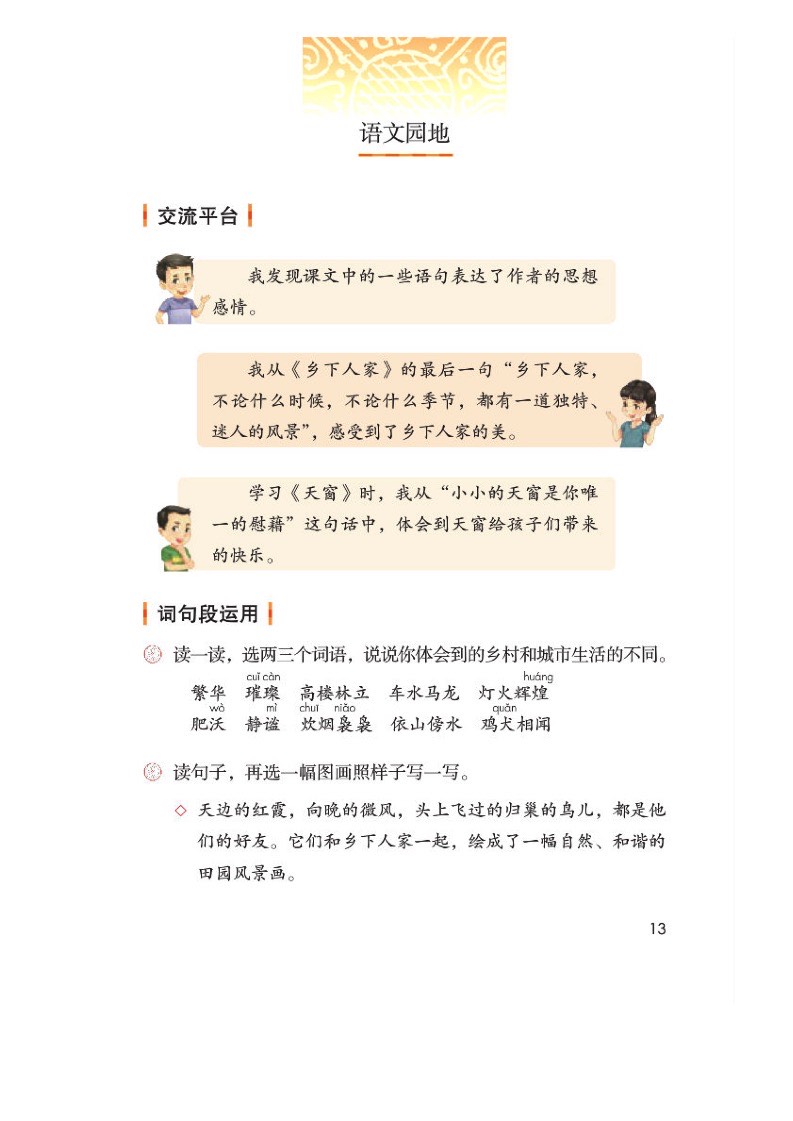 语文园地
交流平台
我发现课文中的一些语句表达了作者的思想
感情。
我从《乡下人家》的最后一句“乡下人家，
不论什么时候，不论什么季节，都有一道独特、
迷人的风景”，感受到了乡下人家的美。
学习《天窗》时，我从“小小的天窗是你唯
一的慰藉”这句话中，体会到天窗给孩子们带来
的快乐。
词句段运用
读一读，选两三个词语，说说你体会到的乡村和城市生活的不同。
cuǐ càn huáng
繁华 璀璨 高楼林立 车水马龙 灯火辉煌
wò mì chuī niǎo quǎn
肥沃 静谧 炊烟袅袅 依山傍水 鸡犬相闻
读句子，再选一幅图画照样子写一写。
◇ 天边的红霞，向晚的微风，头上飞过的归巢的鸟儿，都是他
们的好友。它们和乡下人家一起，绘成了一幅自然、和谐的
田园风景画。
13